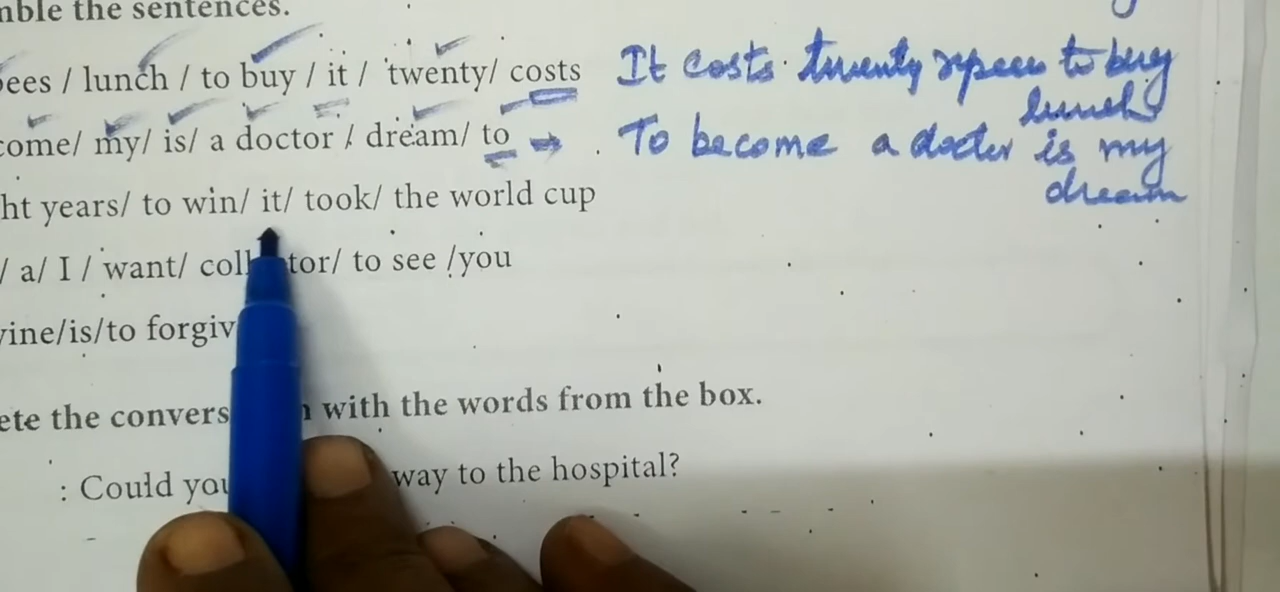 mble the sentences.
ees / lunch / to buy / it / twenty/ costs It costs twenty rupees to buy
lunch
come/ my/ is/ a doctor / dream/ to To become a doctor is my
dream
ht years/ to win/ it/ took/ the world cup
/ a/ I / want/ coll tor/ to see /you
vine/is/to forgiv
ete the convers n with the words from the box.
: Could you way to the hospital?